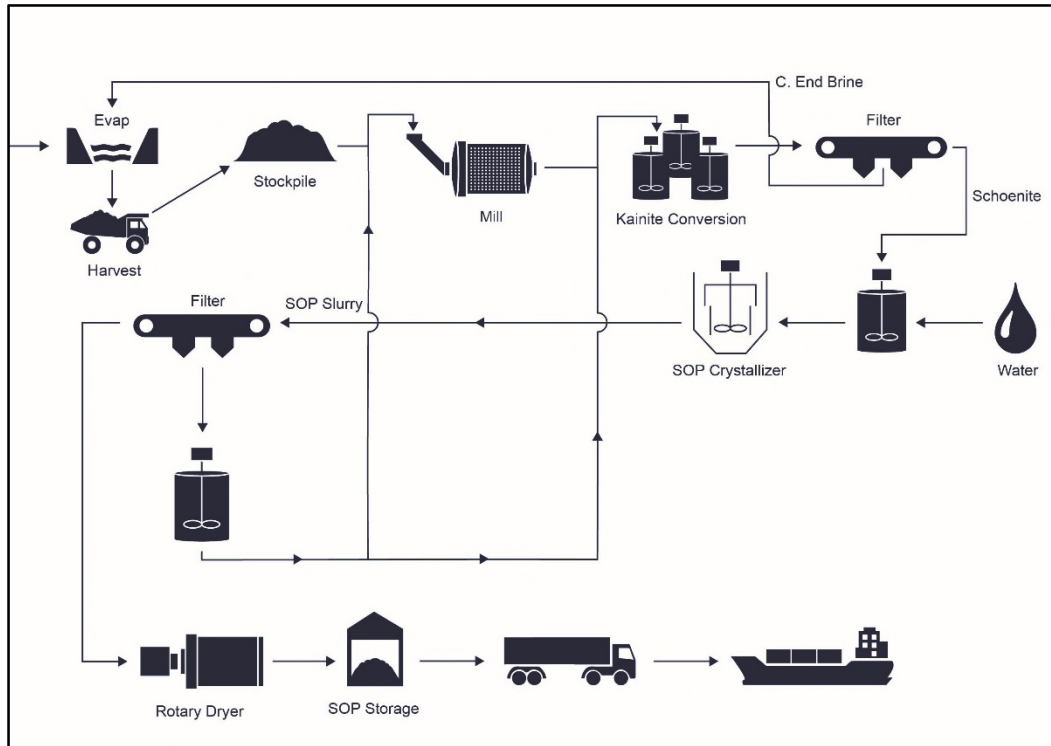 C. End Brine
Evap
Filter
Stockpile
Mill
Kainite Conversion
Schoenite
Harvest
Filter
SOP Slurry
SOP Crystallizer
Water
Rotary Dryer
SOP Storage